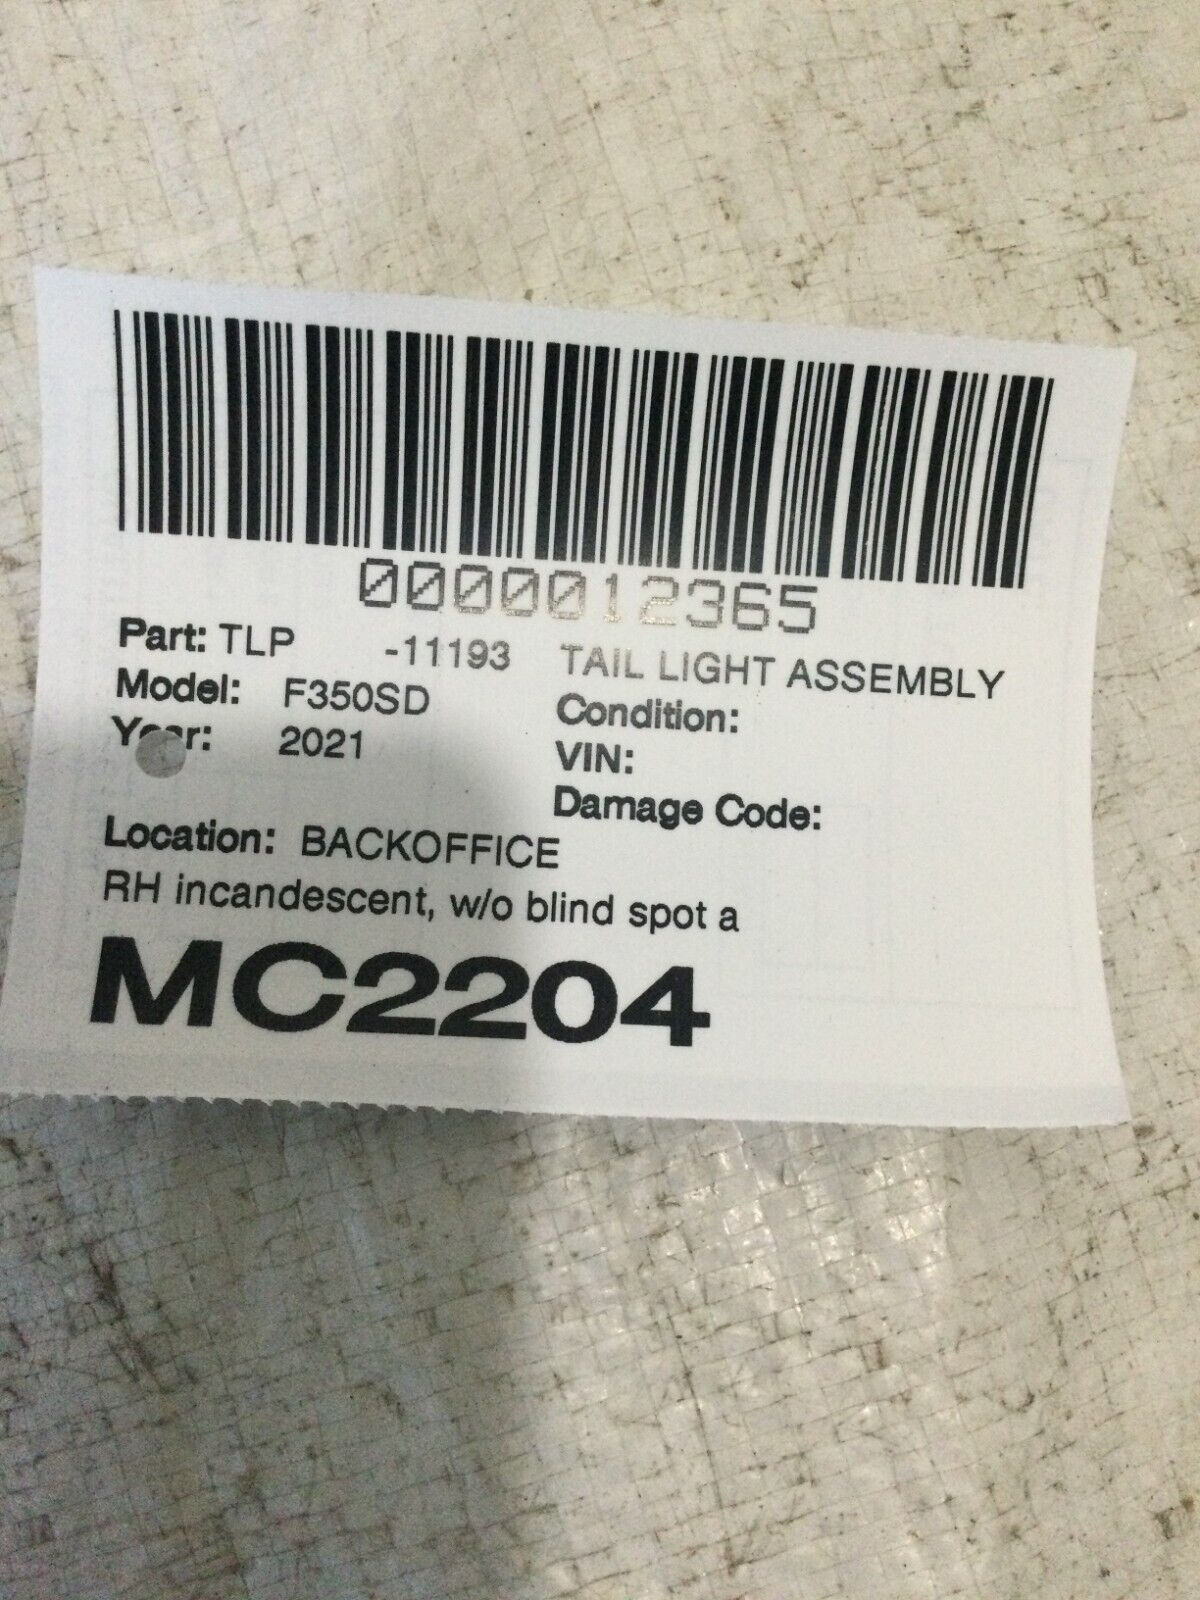 0000012365
Part: TLP -11193 TAIL LIGHT ASSEMBLY
Model: F350SD Condition:
Year: 2021 VIN:
Damage Code:
Location: BACKOFFICE
RH incandescent, w/o blind spot a
MC2204